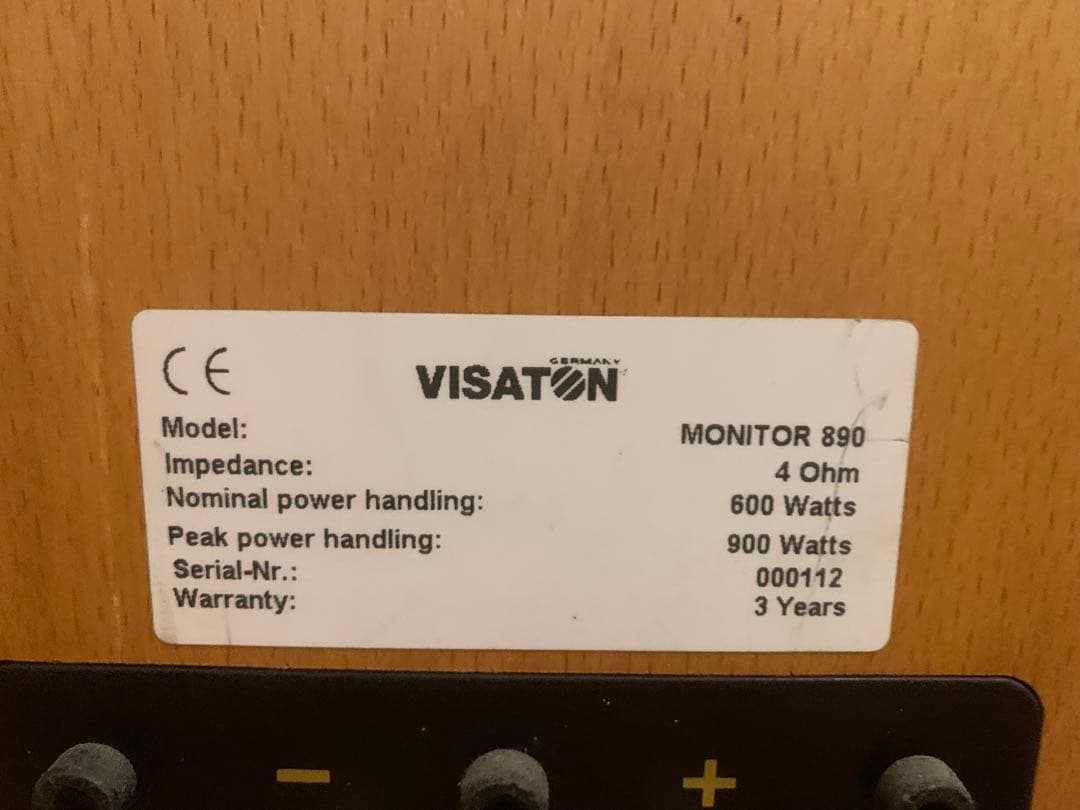 CE
GERMANY
VISATON
Model: MONITOR 890
Impedance: 4 Ohm
Nominal power handling: 600 Watts
Peak power handling: 900 Watts
Serial-Nr.: 000112
Warranty: 3 Years
- +